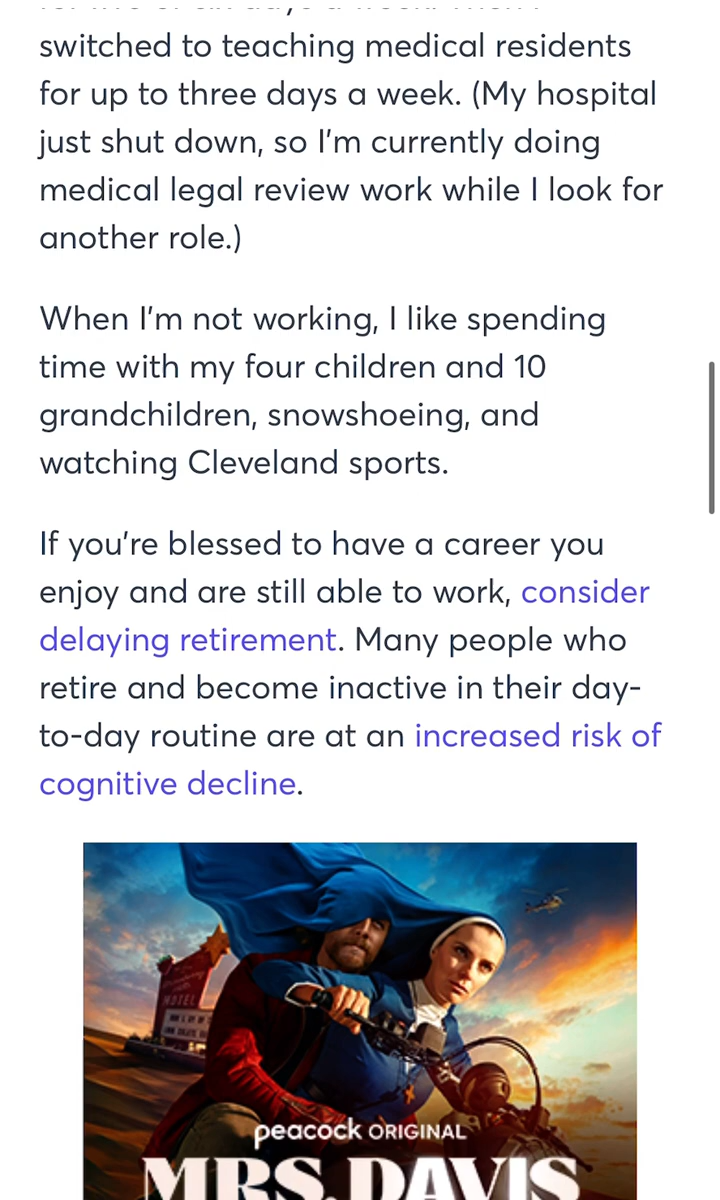 switched to teaching medical residents
for up to three days a week. (My hospital
just shut down, so I'm currently doing
medical legal review work while I look for
another role.)
When I'm not working, I like spending
time with my four children and 10
grandchildren, snowshoeing, and
watching Cleveland sports.
If you're blessed to have a career you
enjoy and are still able to work, consider
delaying retirement. Many people who
retire and become inactive in their day-
to-day routine are at an increased risk of
cognitive decline.
MOTEL
peacock ORIGINAL
MRS. DAVIS